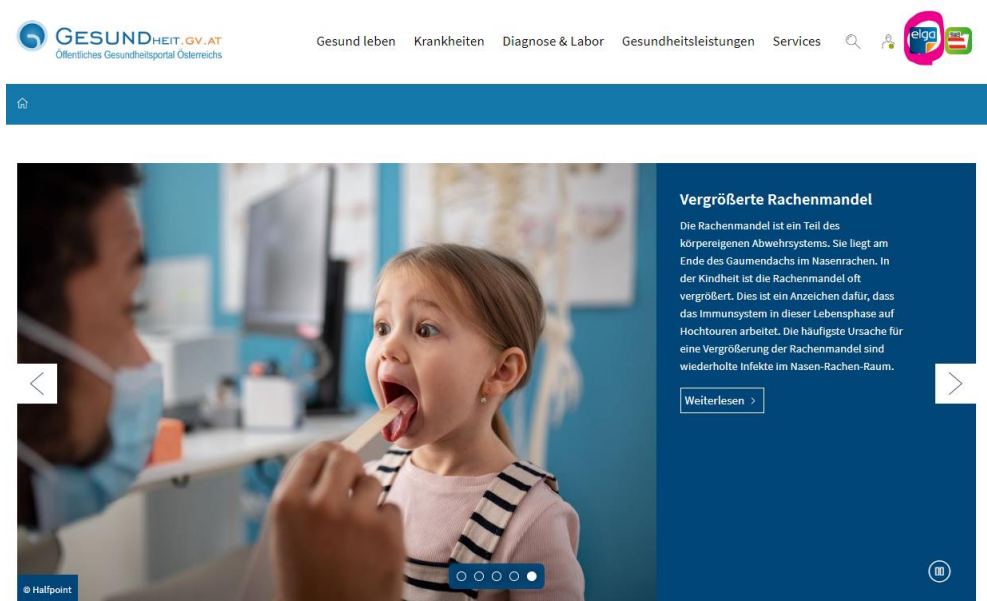 GESUNDHEIT.GV.AT
Öffentliches Gesundheitsportal Österreichs
Gesund leben Krankheiten Diagnose & Labor Gesundheitsleistungen Services
elga
Vergrößerte Rachenmandel
Die Rachenmandel ist ein Teil des
körpereigenen Abwehrsystems. Sie liegt am
Ende des Gaumendachs im Nasenrachen. In
der Kindheit ist die Rachenmandel oft
vergrößert. Dies ist ein Anzeichen dafür, dass
das Immunsystem in dieser Lebensphase auf
Hochtouren arbeitet. Die häufigste Ursache für
eine Vergrößerung der Rachenmandel sind
wiederholte Infekte im Nasen-Rachen-Raum.
Weiterlesen
© Halfpoint